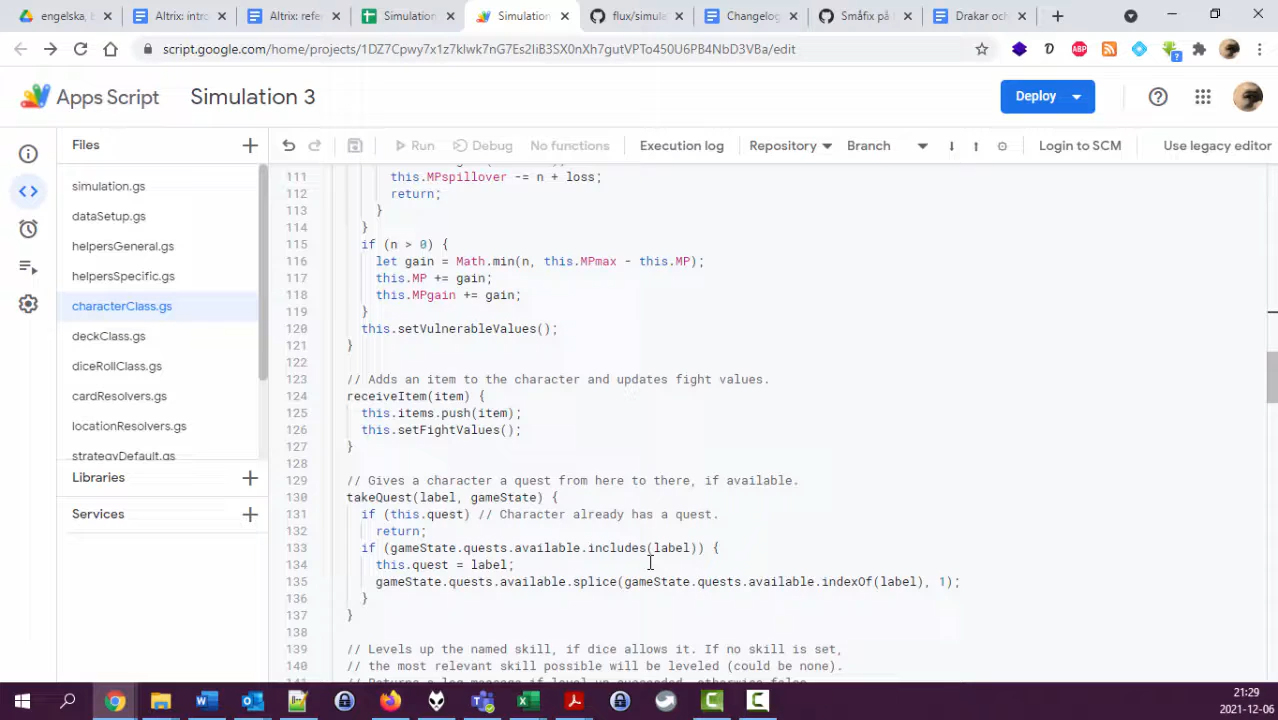 engelska,
Altrix: intro
Altrix: refe
Simulation
Simulation
flux/simule
Changelog
Småfix på
Drakar och
script.google.com/home/projects/1DZ7Cpwy7x1z7klwk7nG7Es2IiB3SX0nXh7gutVPTo450U6PB4NbD3VBa/edit
Apps Script
Simulation 3
Deploy
Files
Run
Debug
No functions
Execution log
Repository
Branch
Login to SCM
Use legacy editor
simulation.gs
dataSetup.gs
helpersGeneral.gs
helpersSpecific.gs
characterClass.gs
deckClass.gs
diceRollClass.gs
cardResolvers.gs
locationResolvers.gs
strategyDefault.gs
Libraries
Services
111 this.MPspillover -= n + loss;
112 return;
113 }
114 }
115 if (n > 0) {
116 let gain = Math.min(n, this.MPmax - this.MP);
117 this.MP += gain;
118 this.MPgain += gain;
119 }
120 this.setVulnerableValues();
121 }
122
123 // Adds an item to the character and updates fight values.
124 receiveItem(item) {
125 this.items.push(item);
126 this.setFightValues();
127 }
128
129 // Gives a character a quest from here to there, if available.
130 takeQuest(label, gameState) {
131 if (this.quest) // Character already has a quest.
132 return;
133 if (gameState.quests.available.includes(label)) {
134 this.quest = label;
135 gameState.quests.available.splice(gameState.quests.available.indexOf(label), 1);
136 }
137 }
138
139 // Levels up the named skill, if dice allows it. If no skill is set,
140 // the most relevant skill possible will be leveled (could be none).
21:29
2021-12-06